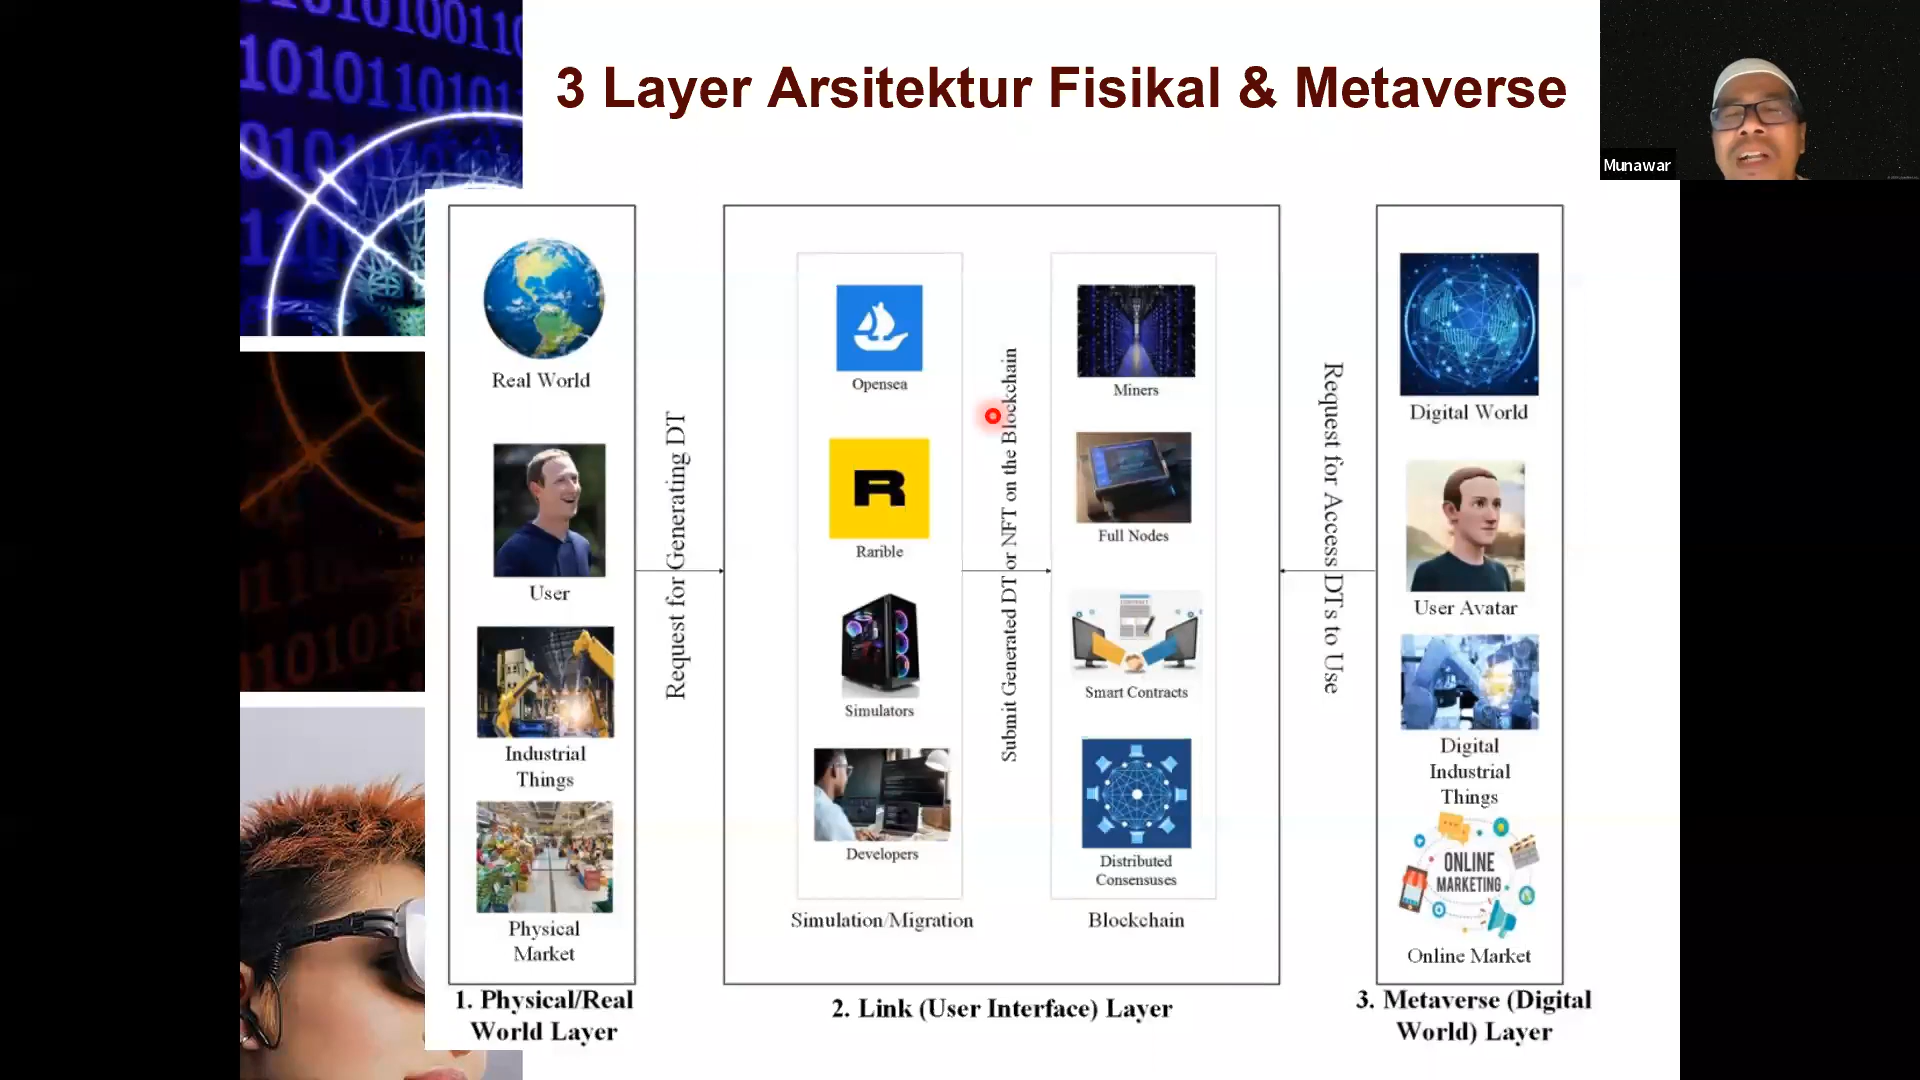 3 Layer Arsitektur Fisikal & Metaverse
Munawar
Real World
User
Industrial
Things
Physical
Market
1. Physical/Real
World Layer
Request for Generating DT
Opensea
R
Rarible
Simulators
Developers
Simulation/Migration
Submit Generated DT or NFT on the Blockchain
Miners
Full Nodes
CONTRACT
Smart Contracts
Distributed
Consensuses
Blockchain
2. Link (User Interface) Layer
Request for Access DTs to Use
Digital World
User Avatar
Digital
Industrial
Things
ONLINE
MARKETING
Online Market
3. Metaverse (Digital
World) Layer